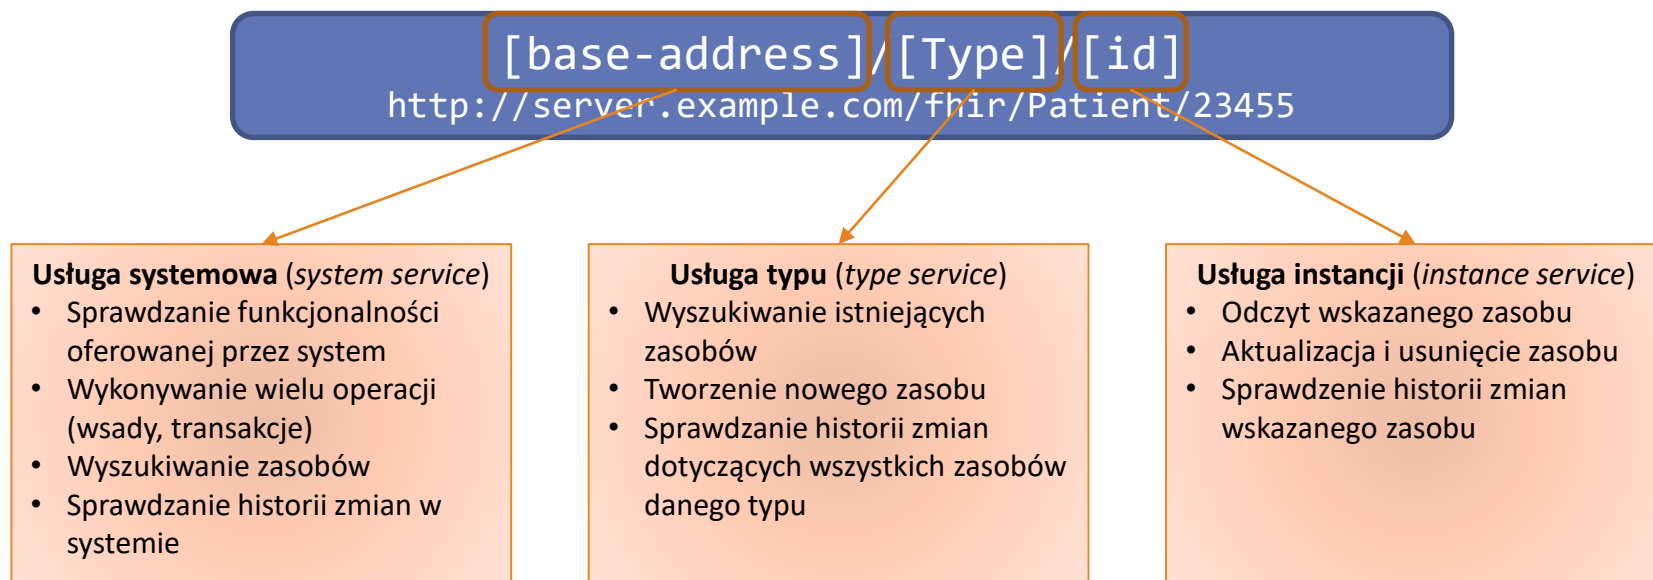 [base-address]/[Type]/[id]
http://server.example.com/fhir/Patient/23455
Usługa systemowa (system service)
• Sprawdzanie funkcjonalności
oferowanej przez system
• Wykonywanie wielu operacji
(wsady, transakcje)
• Wyszukiwanie zasobów
• Sprawdzanie historii zmian w
systemie
Usługa typu (type service)
• Wyszukiwanie istniejących
zasobów
• Tworzenie nowego zasobu
• Sprawdzanie historii zmian
dotyczących wszystkich zasobów
danego typu
Usługa instancji (instance service)
• Odczyt wskazanego zasobu
• Aktualizacja i usunięcie zasobu
• Sprawdzenie historii zmian
wskazanego zasobu